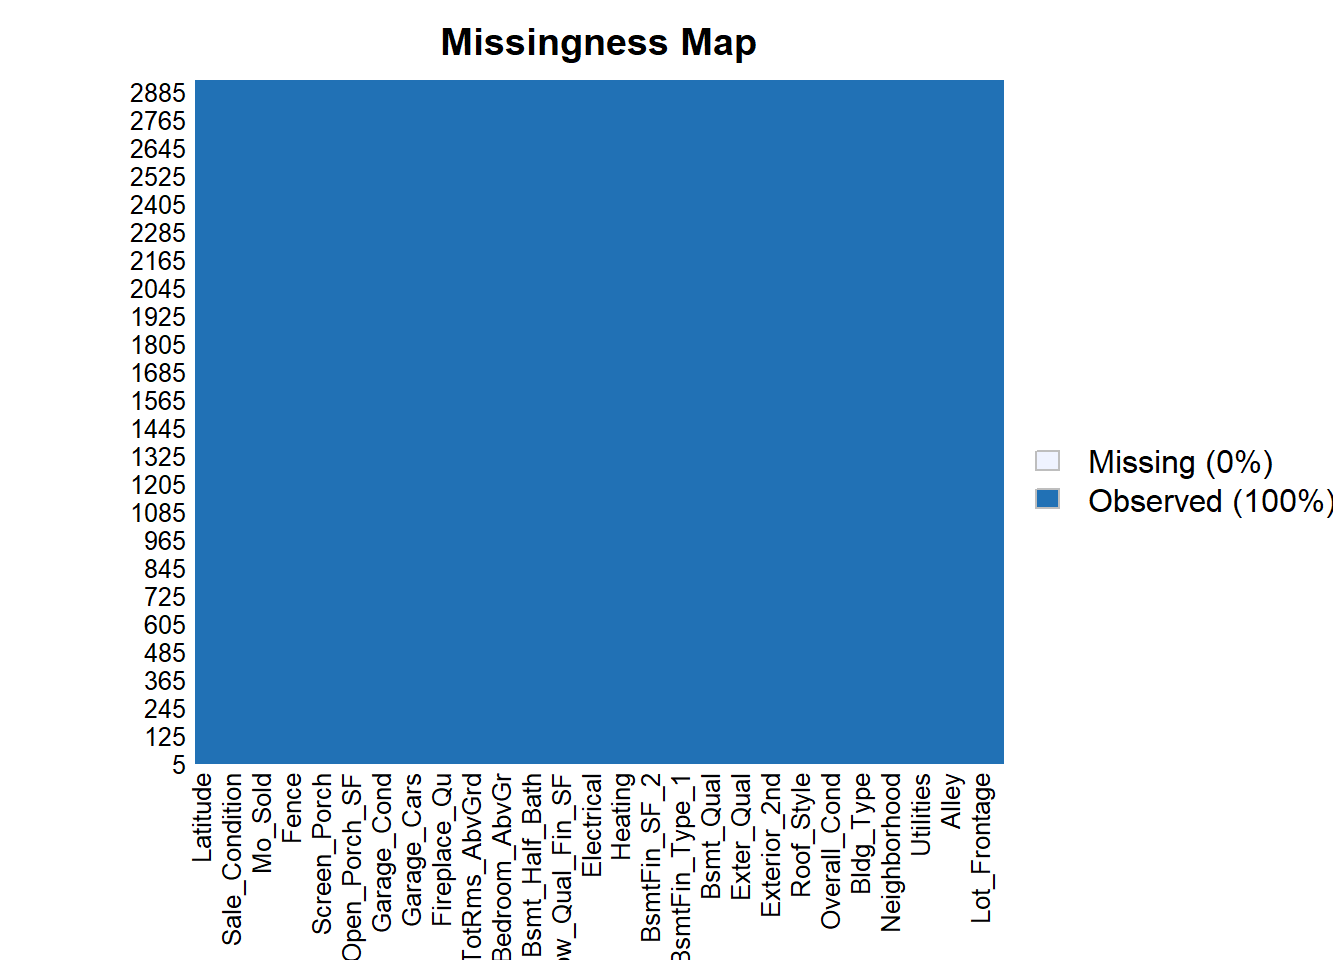 Missingness Map
2885
2765
2645
2525
2405
2285
2165
2045
1925
1805
1685
1565
1445
1325
1205
1085
965
845
725
605
485
365
245
125
5
Missing (0%)
Observed (100%)
Latitude
Sale_Condition
Mo_Sold
Fence
Screen_Porch
Open_Porch_SF
Garage_Cond
Garage_Cars
Fireplace_Qu
TotRms_AbvGrd
Bedroom_AbvGr
Bsmt_Half_Bath
ow_Qual_Fin_SF
Electrical
Heating
BsmtFin_SF_2
BsmtFin_Type_1
Bsmt_Qual
Exter_Qual
Exterior_2nd
Roof_Style
Overall_Cond
Bldg_Type
Neighborhood
Utilities
Alley
Lot_Frontage